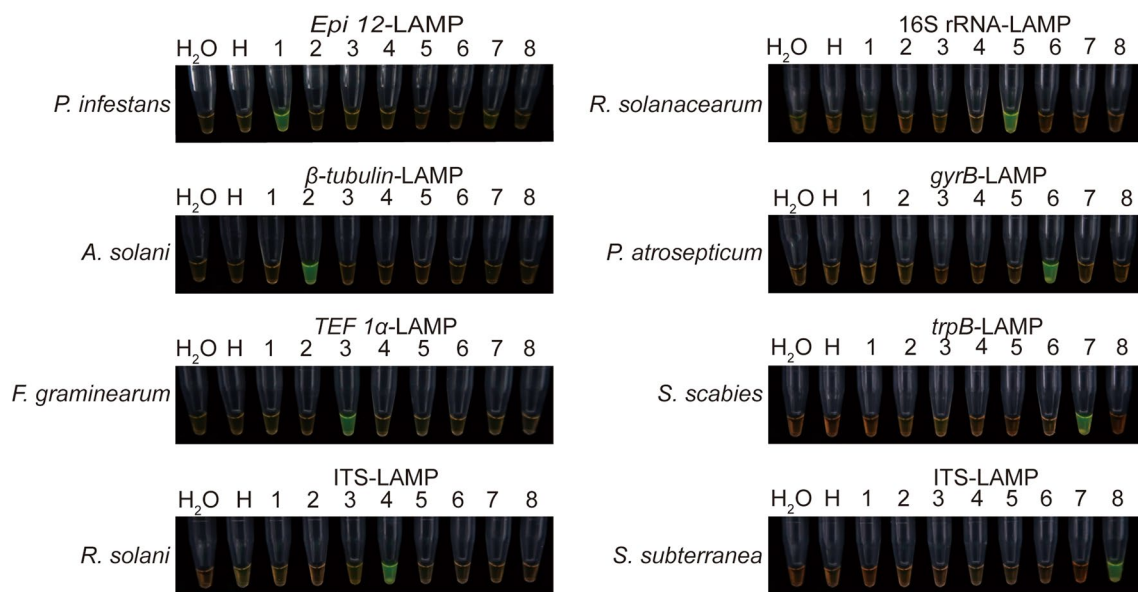 Epi 12-LAMP
H₂O H 1 2 3 4 5 6 7 8
P. infestans
β-tubulin-LAMP
H₂O H 1 2 3 4 5 6 7 8
A. solani
TEF 1α-LAMP
H₂O H 1 2 3 4 5 6 7 8
F. graminearum
ITS-LAMP
H₂O H 1 2 3 4 5 6 7 8
R. solani
16S rRNA-LAMP
H₂O H 1 2 3 4 5 6 7 8
R. solanacearum
gyrB-LAMP
H₂O H 1 2 3 4 5 6 7 8
P. atrosepticum
trpB-LAMP
H₂O H 1 2 3 4 5 6 7 8
S. scabies
ITS-LAMP
H₂O H 1 2 3 4 5 6 7 8
S. subterranea